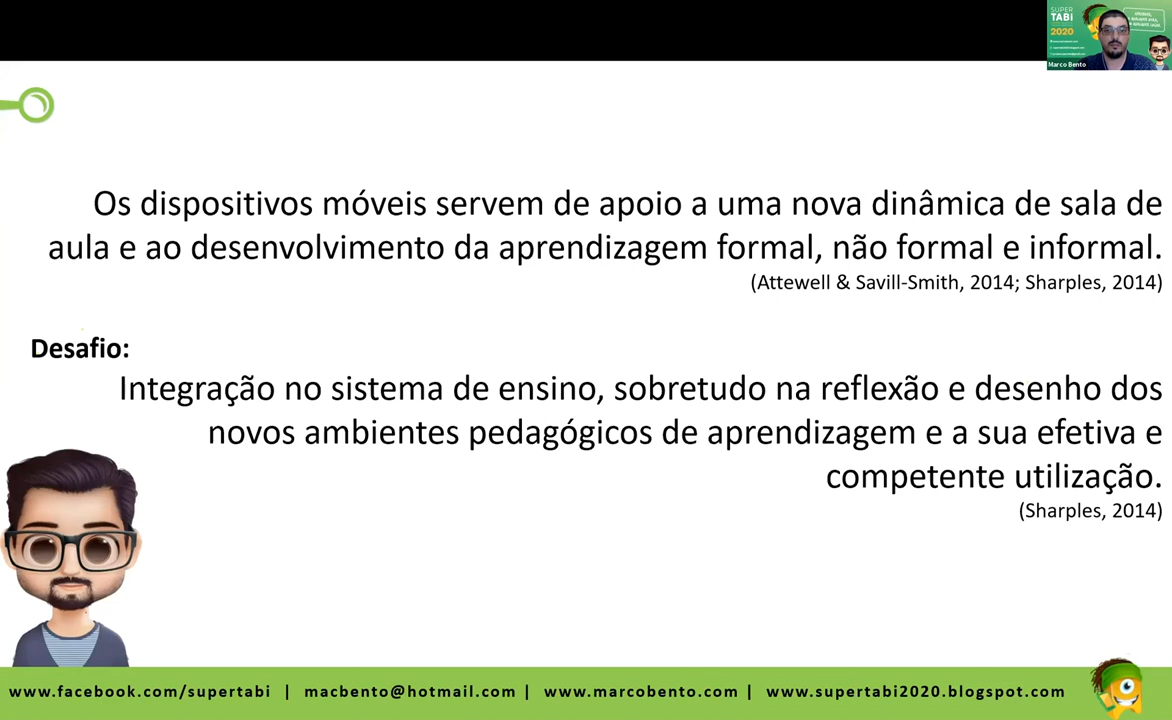 SUPER
TABi
2020
Marco Bento
Os dispositivos móveis servem de apoio a uma nova dinâmica de sala de
aula e ao desenvolvimento da aprendizagem formal, não formal e informal.
(Attewell & Savill-Smith, 2014; Sharples, 2014)
Desafio:
Integração no sistema de ensino, sobretudo na reflexão e desenho dos
novos ambientes pedagógicos de aprendizagem e a sua efetiva e
competente utilização.
(Sharples, 2014)
www.facebook.com/supertabi | macbento@hotmail.com | www.marcobento.com | www.supertabi2020.blogspot.com